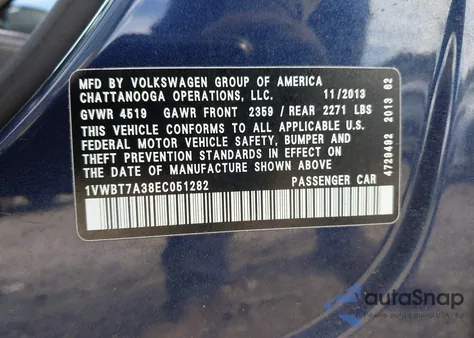 MFD BY VOLKSWAGEN GROUP OF AMERICA
CHATTANOOGA OPERATIONS, LLC. 11/2013
GVWR 4519 GAWR FRONT 2359 / REAR 2271 LBS
THIS VEHICLE CONFORMS TO ALL APPLICABLE U.S.
FEDERAL MOTOR VEHICLE SAFETY, BUMPER AND
THEFT PREVENTION STANDARDS IN EFFECT ON THE
DATE OF MANUFACTURE SHOWN ABOVE
1VWBT7A38EC051282 PASSENGER CAR
4729492 2013 62
autoSnap